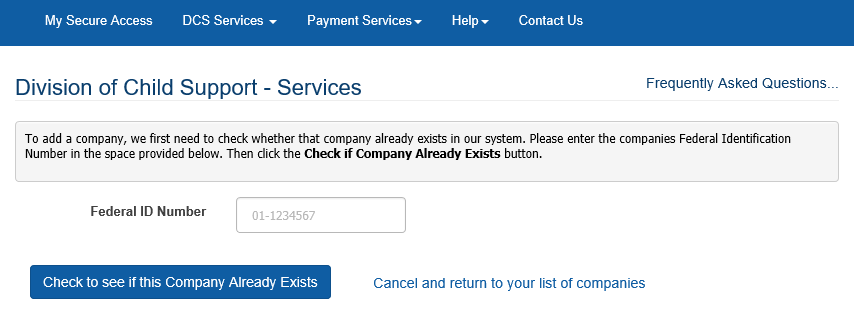 My Secure Access DCS Services Payment Services Help Contact Us
Division of Child Support - Services Frequently Asked Questions...
To add a company, we first need to check whether that company already exists in our system. Please enter the companies Federal Identification
Number in the space provided below. Then click the Check if Company Already Exists button.
Federal ID Number 01-1234567
Check to see if this Company Already Exists Cancel and return to your list of companies